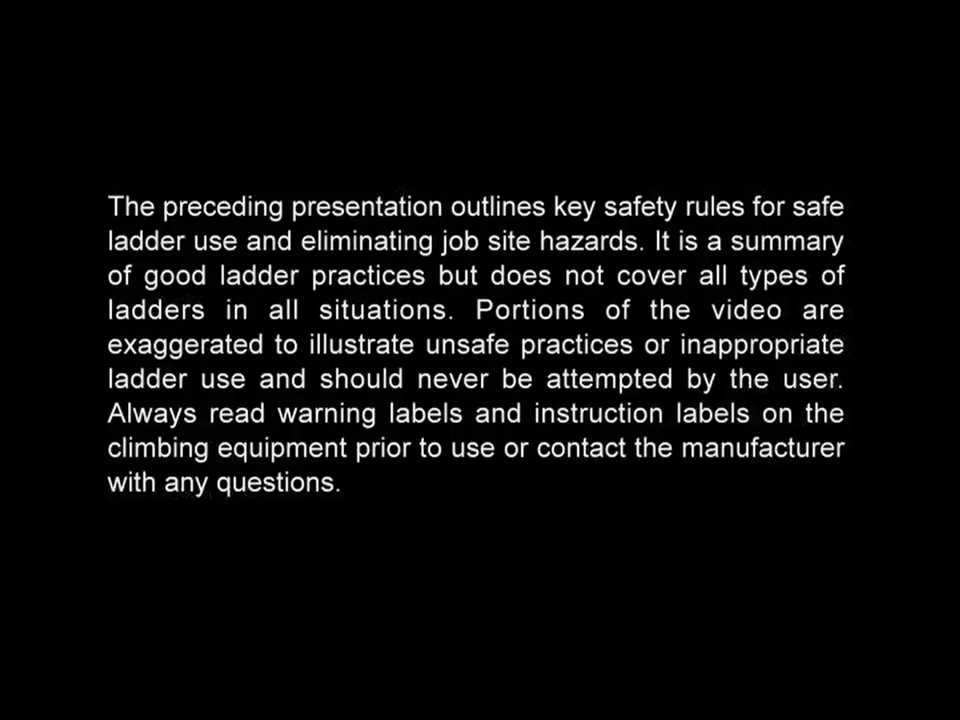 The preceding presentation outlines key safety rules for safe
ladder use and eliminating job site hazards. It is a summary
of good ladder practices but does not cover all types of
ladders in all situations. Portions of the video are
exaggerated to illustrate unsafe practices or inappropriate
ladder use and should never be attempted by the user.
Always read warning labels and instruction labels on the
climbing equipment prior to use or contact the manufacturer
with any questions.